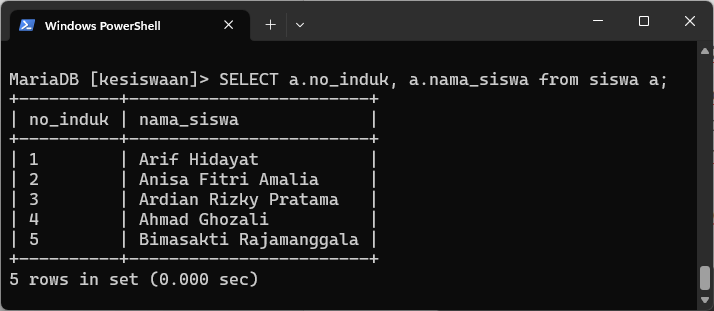 Windows PowerShell
MariaDB [kesiswaan]> SELECT a.no_induk, a.nama_siswa from siswa a;
+----------+------------------------+
| no_induk | nama_siswa             |
+----------+------------------------+
| 1        | Arif Hidayat           |
| 2        | Anisa Fitri Amalia     |
| 3        | Ardian Rizky Pratama   |
| 4        | Ahmad Ghozali          |
| 5        | Bimasakti Rajamanggala |
+----------+------------------------+
5 rows in set (0.000 sec)